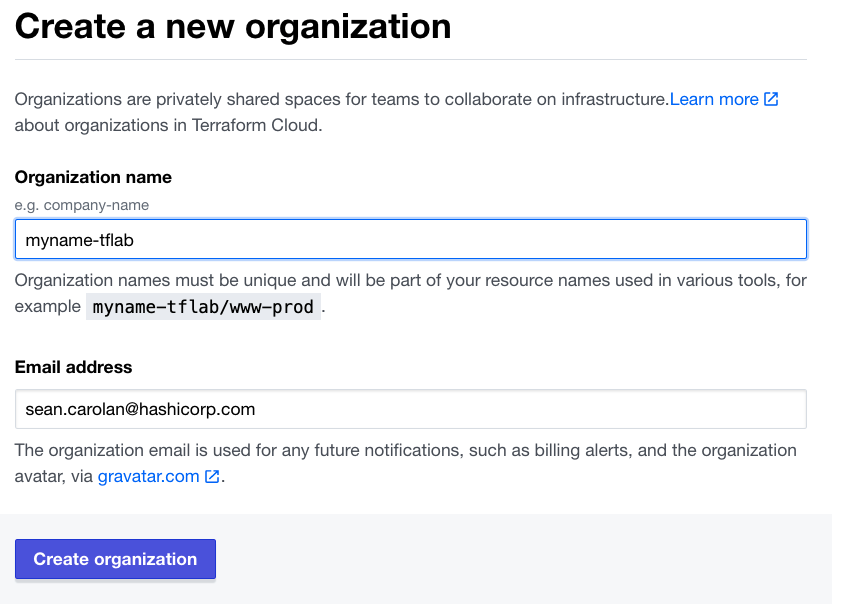 Create a new organization
Organizations are privately shared spaces for teams to collaborate on infrastructure.Learn more
about organizations in Terraform Cloud.
Organization name
e.g. company-name
myname-tflab
Organization names must be unique and will be part of your resource names used in various tools, for
example myname-tflab/www-prod.
Email address
sean.carolan@hashicorp.com
The organization email is used for any future notifications, such as billing alerts, and the organization
avatar, via gravatar.com.
Create organization